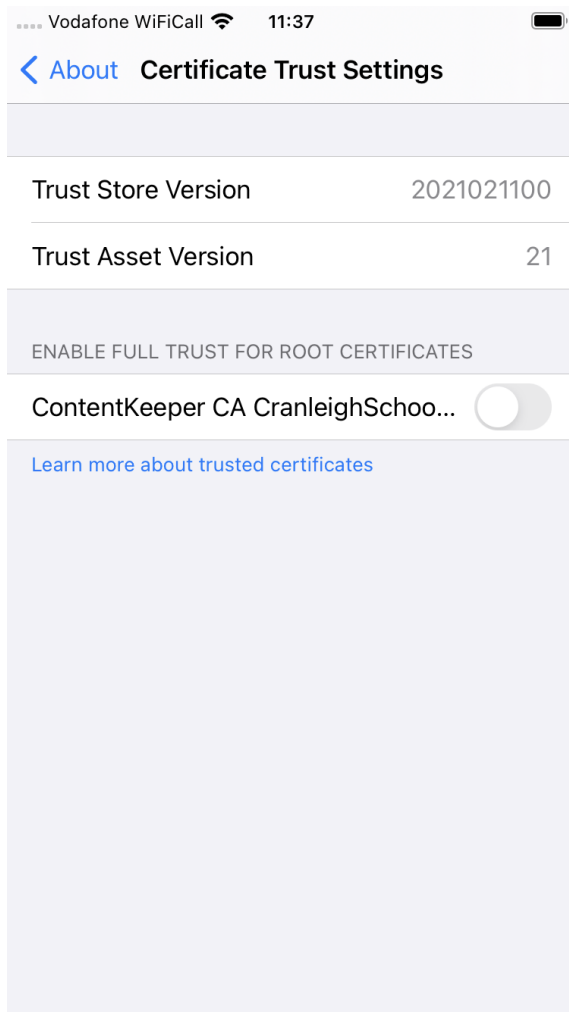 Vodafone WiFiCall 11:37
About Certificate Trust Settings
Trust Store Version 2021021100
Trust Asset Version 21
ENABLE FULL TRUST FOR ROOT CERTIFICATES
ContentKeeper CA CranleighSchoo...
Learn more about trusted certificates